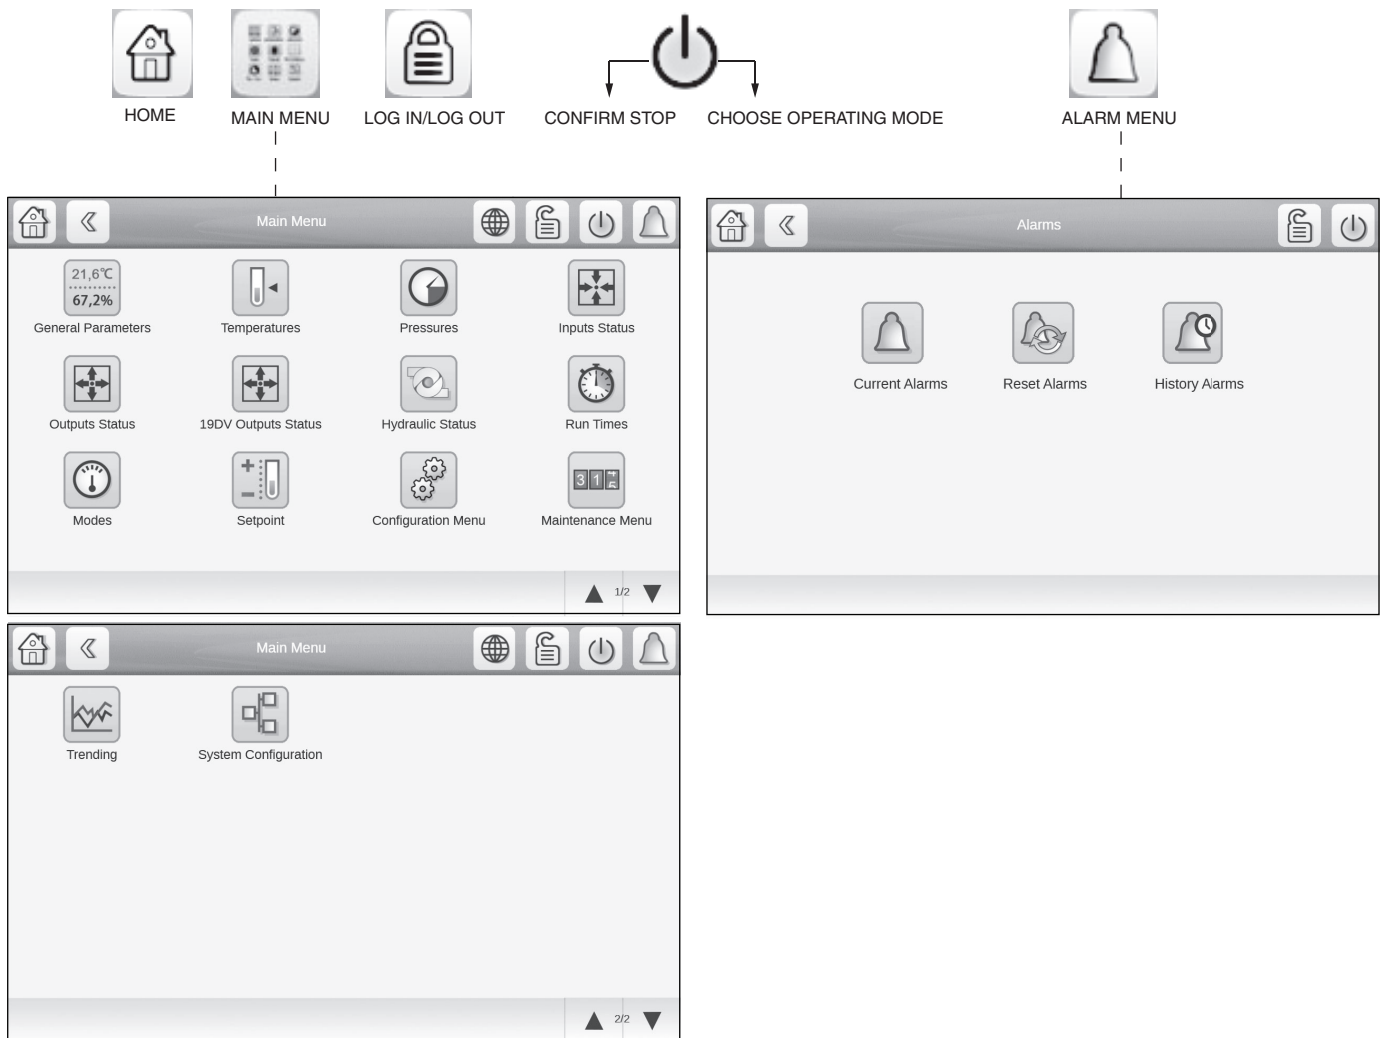 HOME
MAIN MENU
LOG IN/LOG OUT
CONFIRM STOP
CHOOSE OPERATING MODE
ALARM MENU
Main Menu
21,6°C
67,2%
General Parameters
Temperatures
Pressures
Inputs Status
Outputs Status
19DV Outputs Status
Hydraulic Status
Run Times
Modes
Setpoint
3 1
Configuration Menu
Maintenance Menu
1/2
Alarms
Current Alarms
Reset Alarms
History Alarms
Main Menu
Trending
System Configuration
2/2